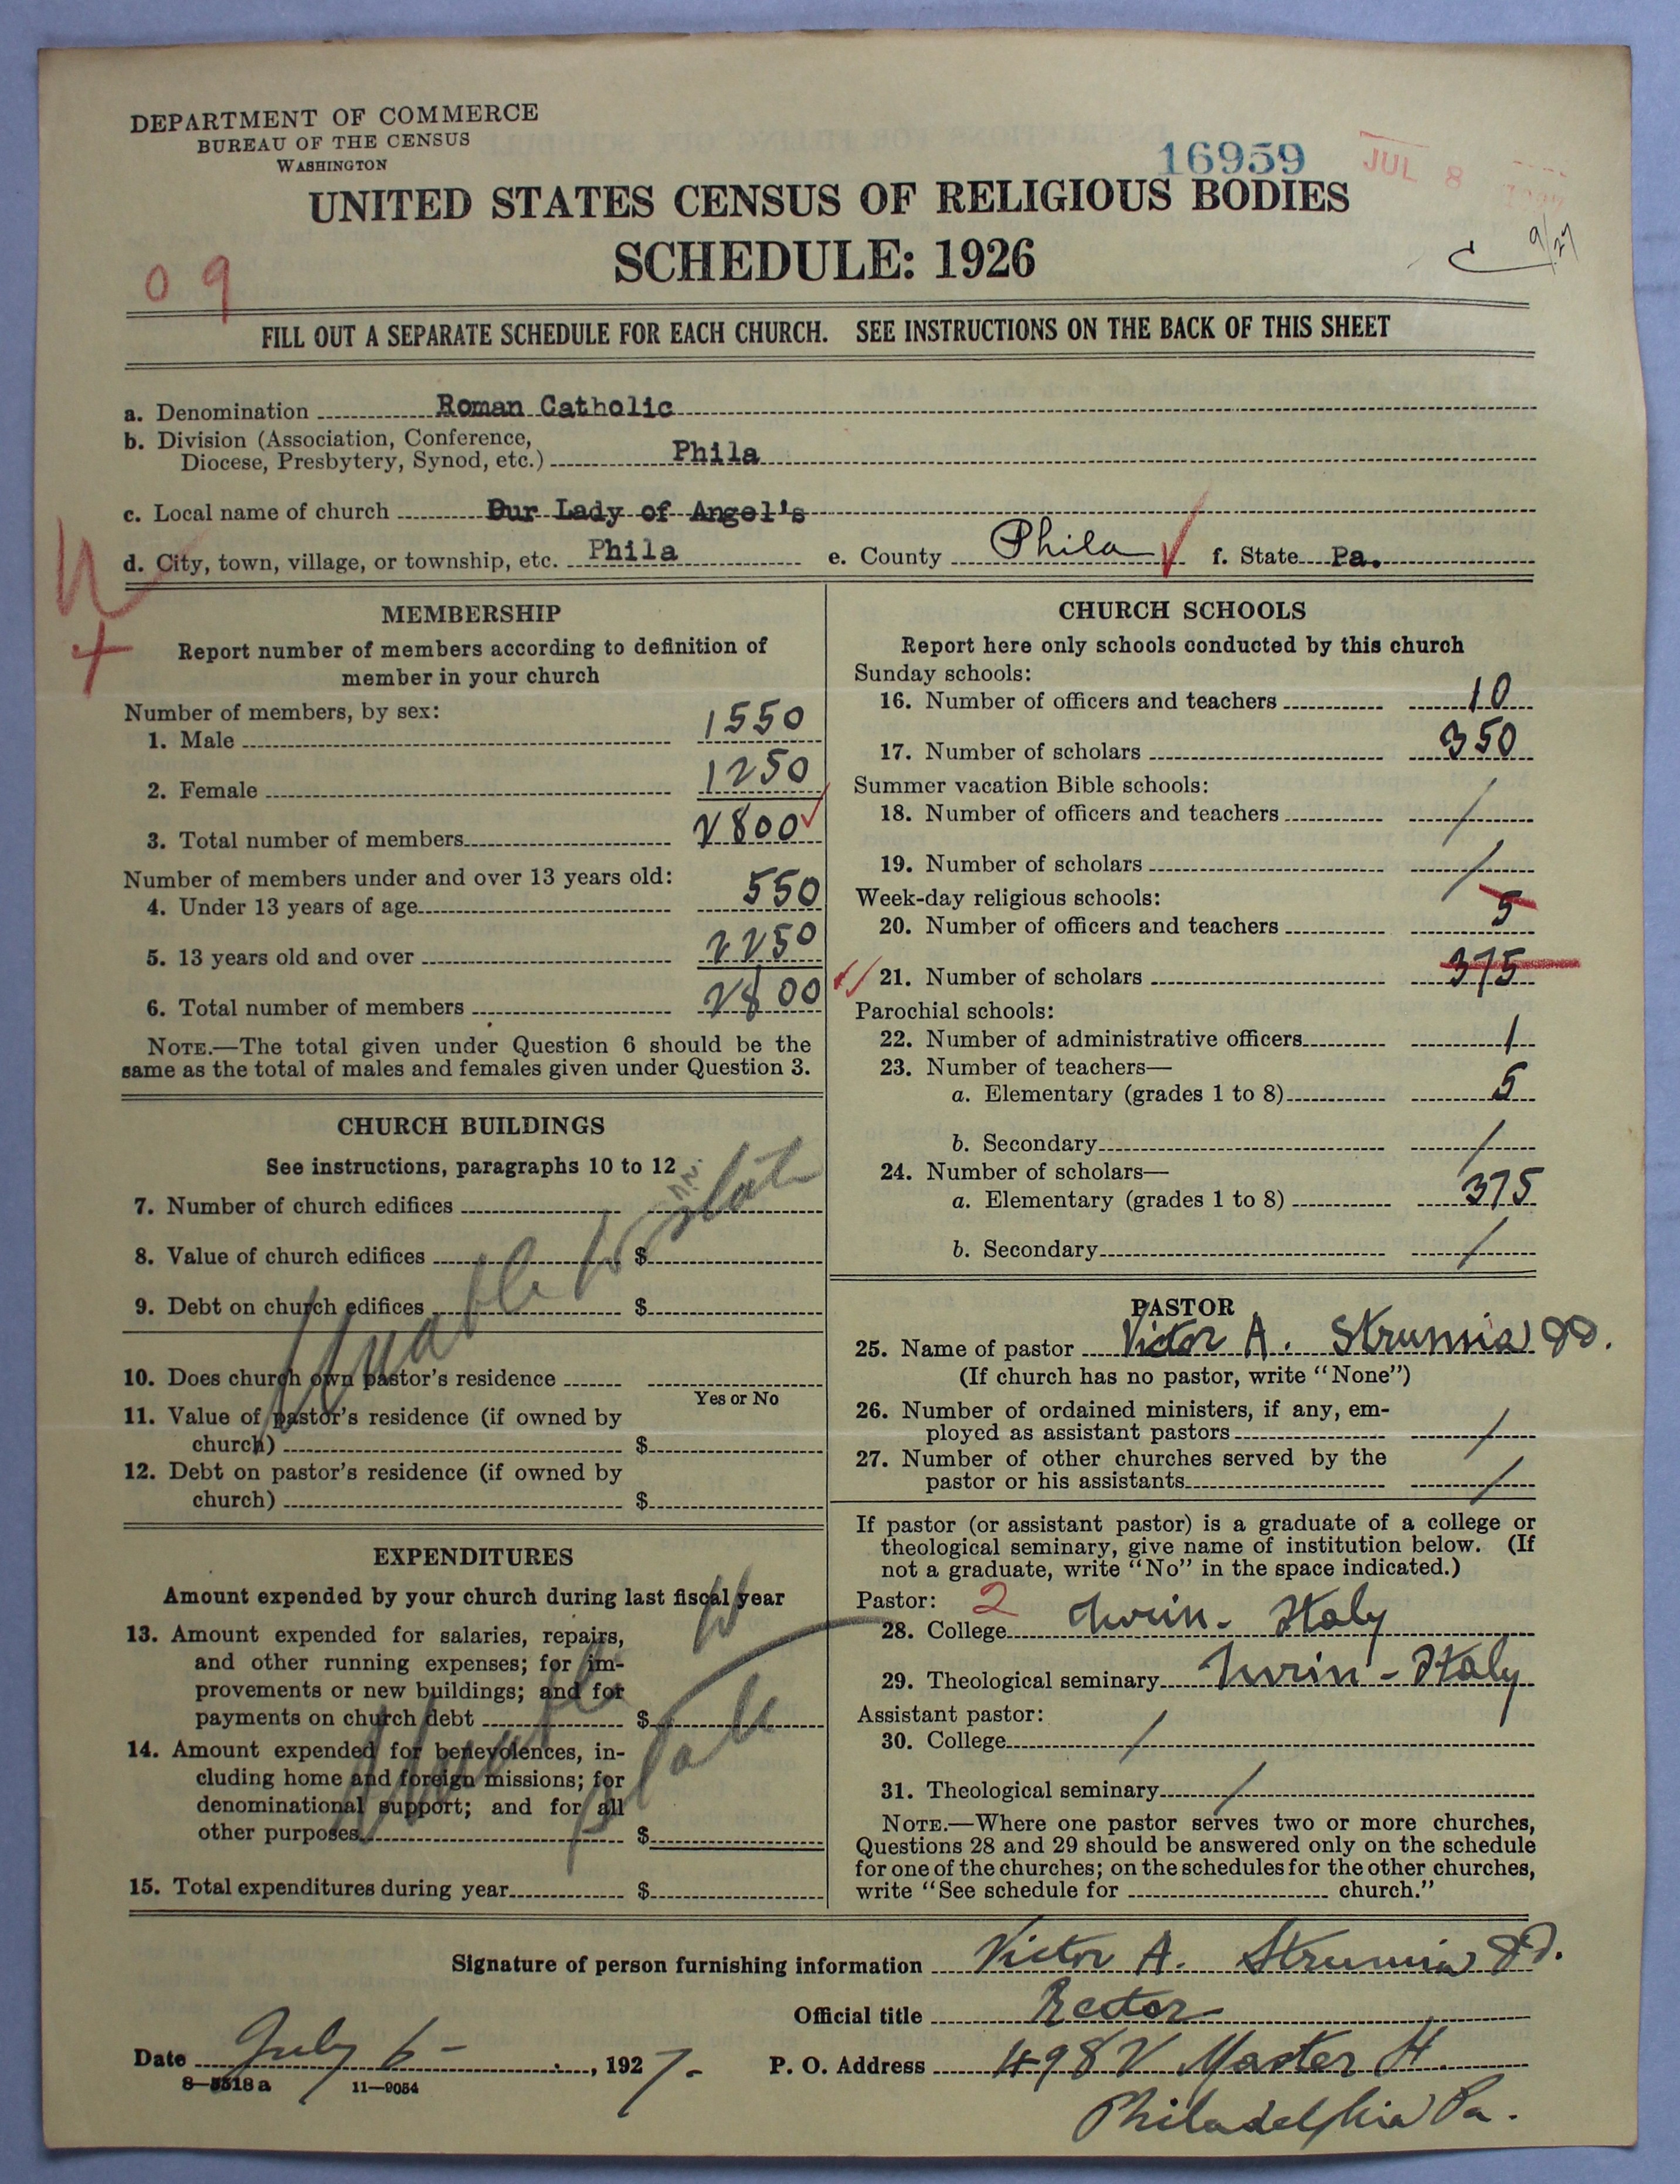 DEPARTMENT OF COMMERCE
BUREAU OF THE CENSUS
WASHINGTON
16959
JUL 8
UNITED STATES CENSUS OF RELIGIOUS BODIES
SCHEDULE: 1926
9/27
09
FILL OUT A SEPARATE SCHEDULE FOR EACH CHURCH. SEE INSTRUCTIONS ON THE BACK OF THIS SHEET
a. Denomination Roman Catholic
b. Division (Association, Conference,
Diocese, Presbytery, Synod, etc.) Phila
c. Local name of church Our Lady of Angel's
d. City, town, village, or township, etc. Phila e. County Phila f. State Pa.
MEMBERSHIP
Report number of members according to definition of
member in your church
Number of members, by sex:
1. Male 1550
2. Female 1250
3. Total number of members 2800
Number of members under and over 13 years old:
4. Under 13 years of age 550
5. 13 years old and over 2250
6. Total number of members 2800
NOTE.—The total given under Question 6 should be the
same as the total of males and females given under Question 3.
CHURCH BUILDINGS
See instructions, paragraphs 10 to 12
7. Number of church edifices
8. Value of church edifices $
9. Debt on church edifices $
Unable to state
10. Does church own pastor's residence
Yes or No
11. Value of pastor's residence (if owned by
church) $
12. Debt on pastor's residence (if owned by
church) $
EXPENDITURES
Amount expended by your church during last fiscal year
13. Amount expended for salaries, repairs,
and other running expenses; for im-
provements or new buildings; and for
payments on church debt $
Unable to state
14. Amount expended for benevolences, in-
cluding home and foreign missions; for
denominational support; and for all
other purposes $
15. Total expenditures during year $
CHURCH SCHOOLS
Report here only schools conducted by this church
Sunday schools:
16. Number of officers and teachers 10
17. Number of scholars 350
Summer vacation Bible schools:
18. Number of officers and teachers /
19. Number of scholars /
Week-day religious schools:
20. Number of officers and teachers 5
21. Number of scholars 375
Parochial schools:
22. Number of administrative officers 1
23. Number of teachers—
a. Elementary (grades 1 to 8) 5
b. Secondary /
24. Number of scholars—
a. Elementary (grades 1 to 8) 375
b. Secondary /
PASTOR
25. Name of pastor Victor A. Strumia DD.
(If church has no pastor, write "None")
26. Number of ordained ministers, if any, em-
ployed as assistant pastors /
27. Number of other churches served by the
pastor or his assistants /
If pastor (or assistant pastor) is a graduate of a college or
theological seminary, give name of institution below. (If
not a graduate, write "No" in the space indicated.)
Pastor: 2
28. College Turin - Italy
29. Theological seminary Turin - Italy
Assistant pastor:
30. College /
31. Theological seminary /
NOTE.—Where one pastor serves two or more churches,
Questions 28 and 29 should be answered only on the schedule
for one of the churches; on the schedules for the other churches,
write "See schedule for church."
Signature of person furnishing information Victor A. Strumia DD.
Official title Rector
Date July 6 - , 1927. P. O. Address 4982 Master St.
8—5518a 11—9054
Philadelphia Pa.